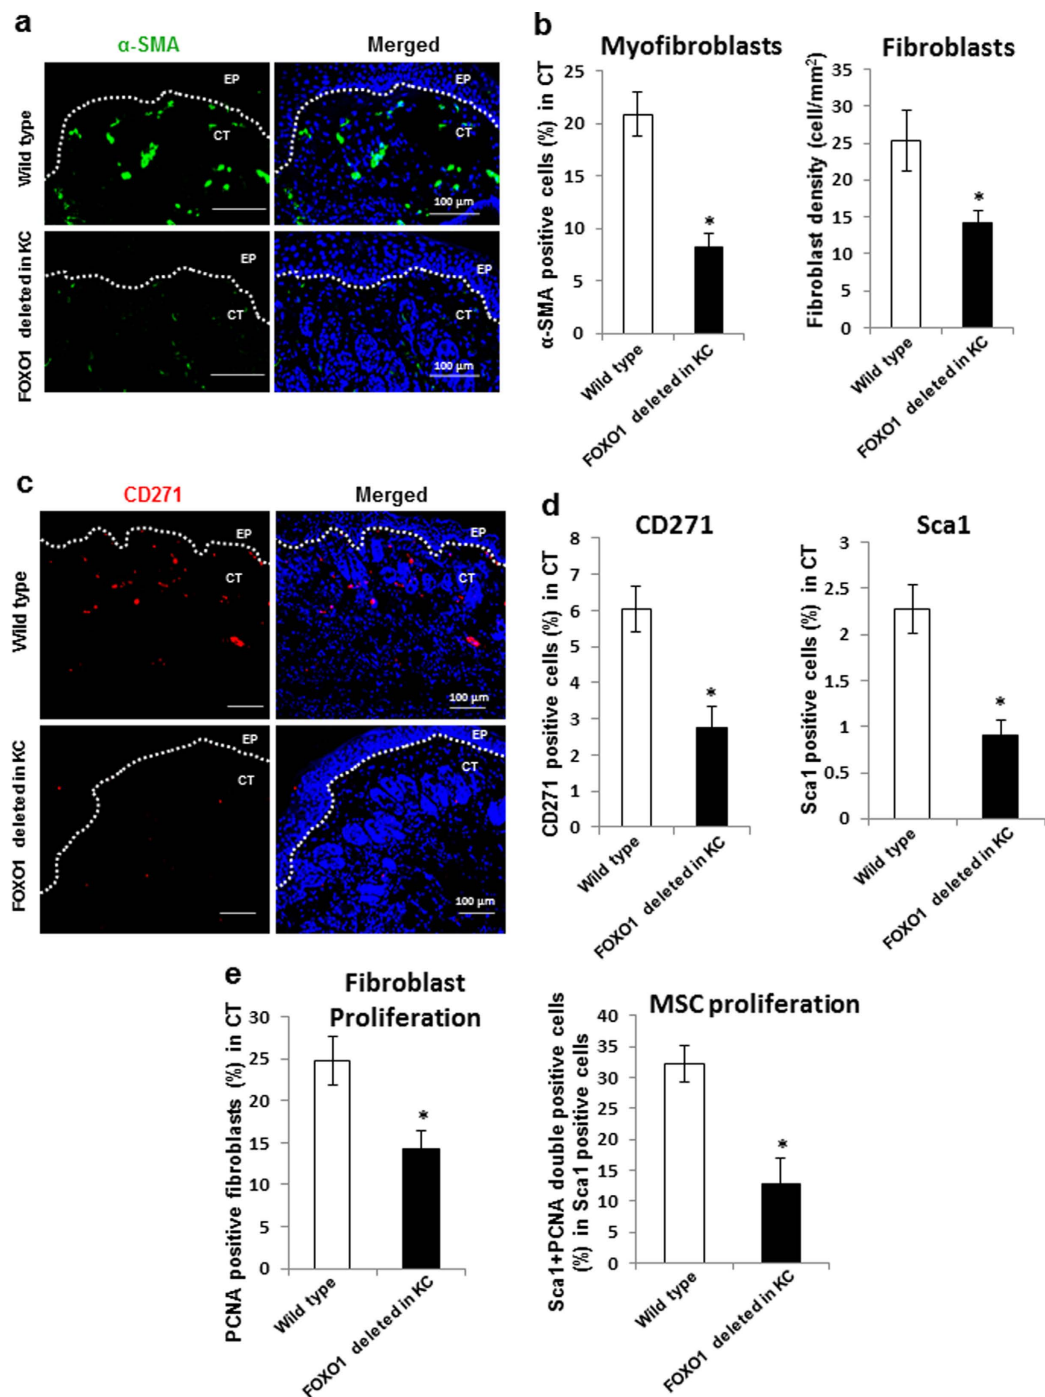 a
α-SMA
Merged
Wild type
EP
CT
EP
CT
100 µm
FOXO1 deleted in KC
EP
CT
EP
CT
100 µm
b
Myofibroblasts
α-SMA positive cells (%) in CT
25
20
15
10
5
0
*
Wild type
FOXO1 deleted in KC
Fibroblasts
Fibroblast density (cell/mm²)
35
30
25
20
15
10
5
0
*
Wild type
FOXO1 deleted in KC
c
CD271
Merged
Wild type
EP
CT
EP
CT
100 µm
FOXO1 deleted in KC
EP
CT
EP
CT
100 µm
d
CD271
CD271 positive cells (%) in CT
8
7
6
5
4
3
2
1
0
*
Wild type
FOXO1 deleted in KC
Sca1
Sca1 positive cells (%) in CT
3
2.5
2
1.5
1
0.5
0
*
Wild type
FOXO1 deleted in KC
e
Fibroblast
Proliferation
PCNA positive fibroblasts (%) in CT
30
25
20
15
10
5
0
*
Wild type
FOXO1 deleted in KC
MSC proliferation
Sca1+PCNA double positive cells
(%) in Sca1 positive cells
40
35
30
25
20
15
10
5
0
*
Wild type
FOXO1 deleted in KC